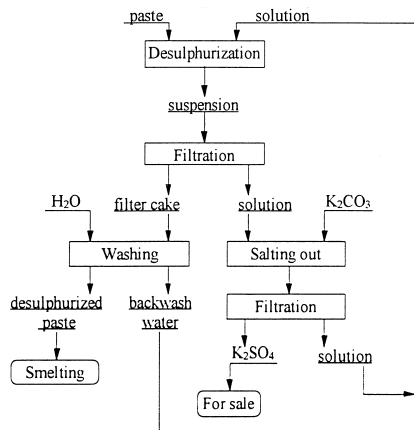 paste solution
Desulphurization
suspension
Filtration
H₂O filter cake solution K₂CO₃
Washing Salting out
desulphurized backwash Filtration
paste water
K₂SO₄ solution
Smelting
For sale